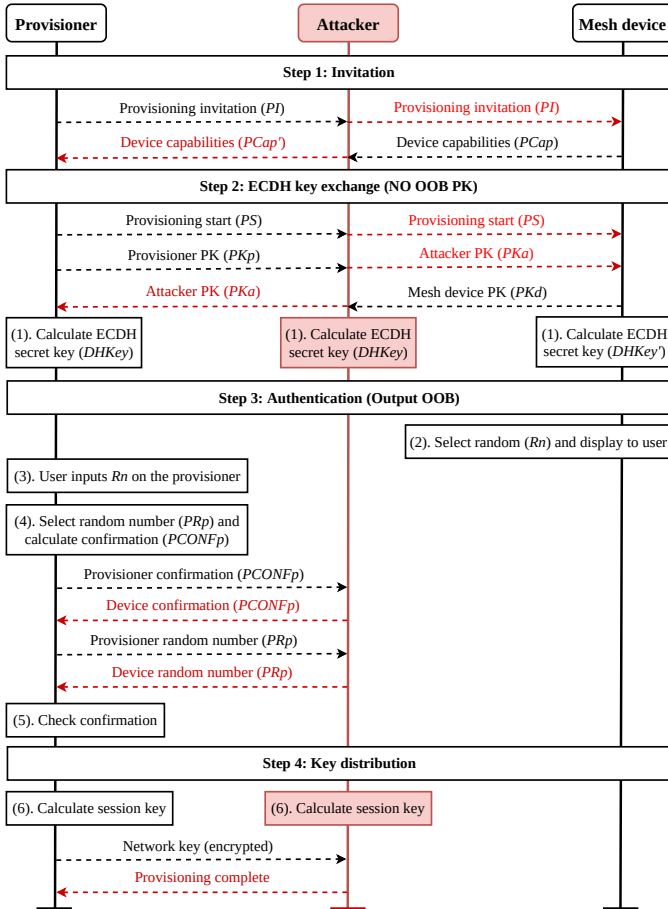 Provisioner
Attacker
Mesh device
Step 1: Invitation
Provisioning invitation (PI)
Provisioning invitation (PI)
Device capabilities (PCap')
Device capabilities (PCap)
Step 2: ECDH key exchange (NO OOB PK)
Provisioning start (PS)
Provisioning start (PS)
Provisioner PK (PKp)
Attacker PK (PKa)
Attacker PK (PKa)
Mesh device PK (PKd)
(1). Calculate ECDH
secret key (DHKey)
(1). Calculate ECDH
secret key (DHKey)
(1). Calculate ECDH
secret key (DHKey')
Step 3: Authentication (Output OOB)
(2). Select random (Rn) and display to user
(3). User inputs Rn on the provisioner
(4). Select random number (PRp) and
calculate confirmation (PCONFp)
Provisioner confirmation (PCONFp)
Device confirmation (PCONFp)
Provisioner random number (PRp)
Device random number (PRp)
(5). Check confirmation
Step 4: Key distribution
(6). Calculate session key
(6). Calculate session key
Network key (encrypted)
Provisioning complete